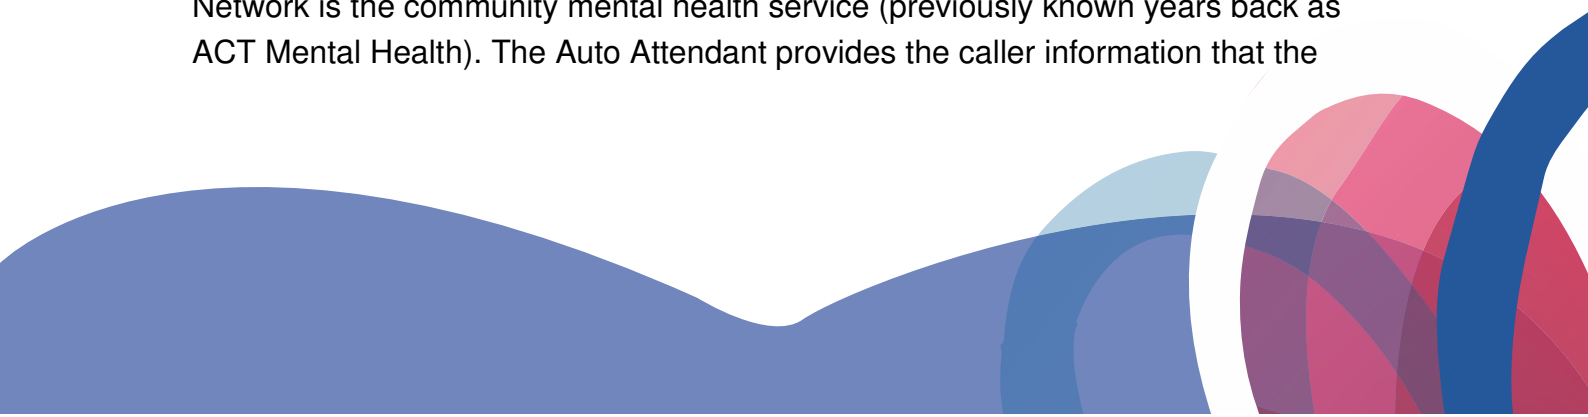 Network is the community mental health service (previously known years back as
ACT Mental Health). The Auto Attendant provides the caller information that the